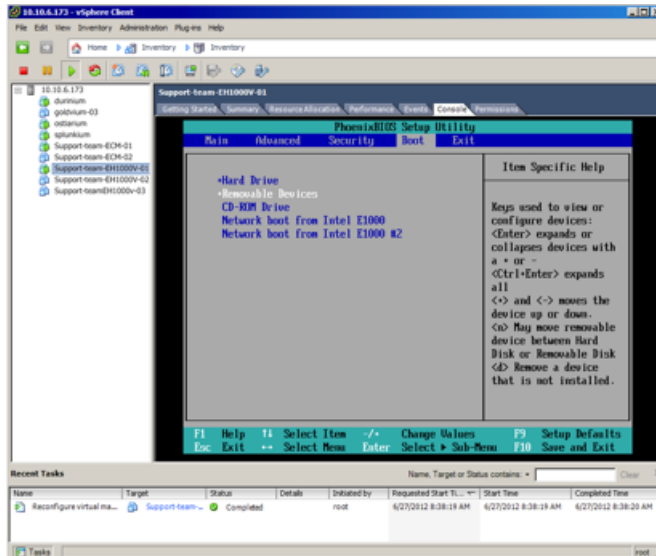 10.10.6.173 - vSphere Client
File Edit View Inventory Administration Plug-ins Help
Home Inventory Inventory
10.10.6.173
durinium
goldvium-03
ostiarium
splunkium
Support-team-ECM-01
Support-team-ECM-02
Support-team-EH1000V-01
Support-team-EH1000V-02
Support-teamEH1000v-03
Support-team-EH1000V-01
Getting Started Summary Resource Allocation Performance Events Console Permissions
PhoenixBIOS Setup Utility
Main Advanced Security Boot Exit
+Hard Drive
+Removable Devices
CD-ROM Drive
Network boot from Intel E1000
Network boot from Intel E1000 #2
Item Specific Help
Keys used to view or
configure devices:
<Enter> expands or
collapses devices with
a + or -
<Ctrl+Enter> expands
all
<+> and <-> moves the
device up or down.
<n> May move removable
device between Hard
Disk or Removable Disk
<d> Remove a device
that is not installed.
F1 Help ↑↓ Select Item -/+ Change Values F9 Setup Defaults
Esc Exit ↔ Select Menu Enter Select ▶ Sub-Menu F10 Save and Exit
Recent Tasks
Name, Target or Status contains: Clear
Name Target Status Details Initiated by Requested Start Ti... Start Time Completed Time
Reconfigure virtual ma... Support-team-... Completed root 6/27/2012 8:38:19 AM 6/27/2012 8:38:19 AM 6/27/2012 8:38:20 AM
Tasks root